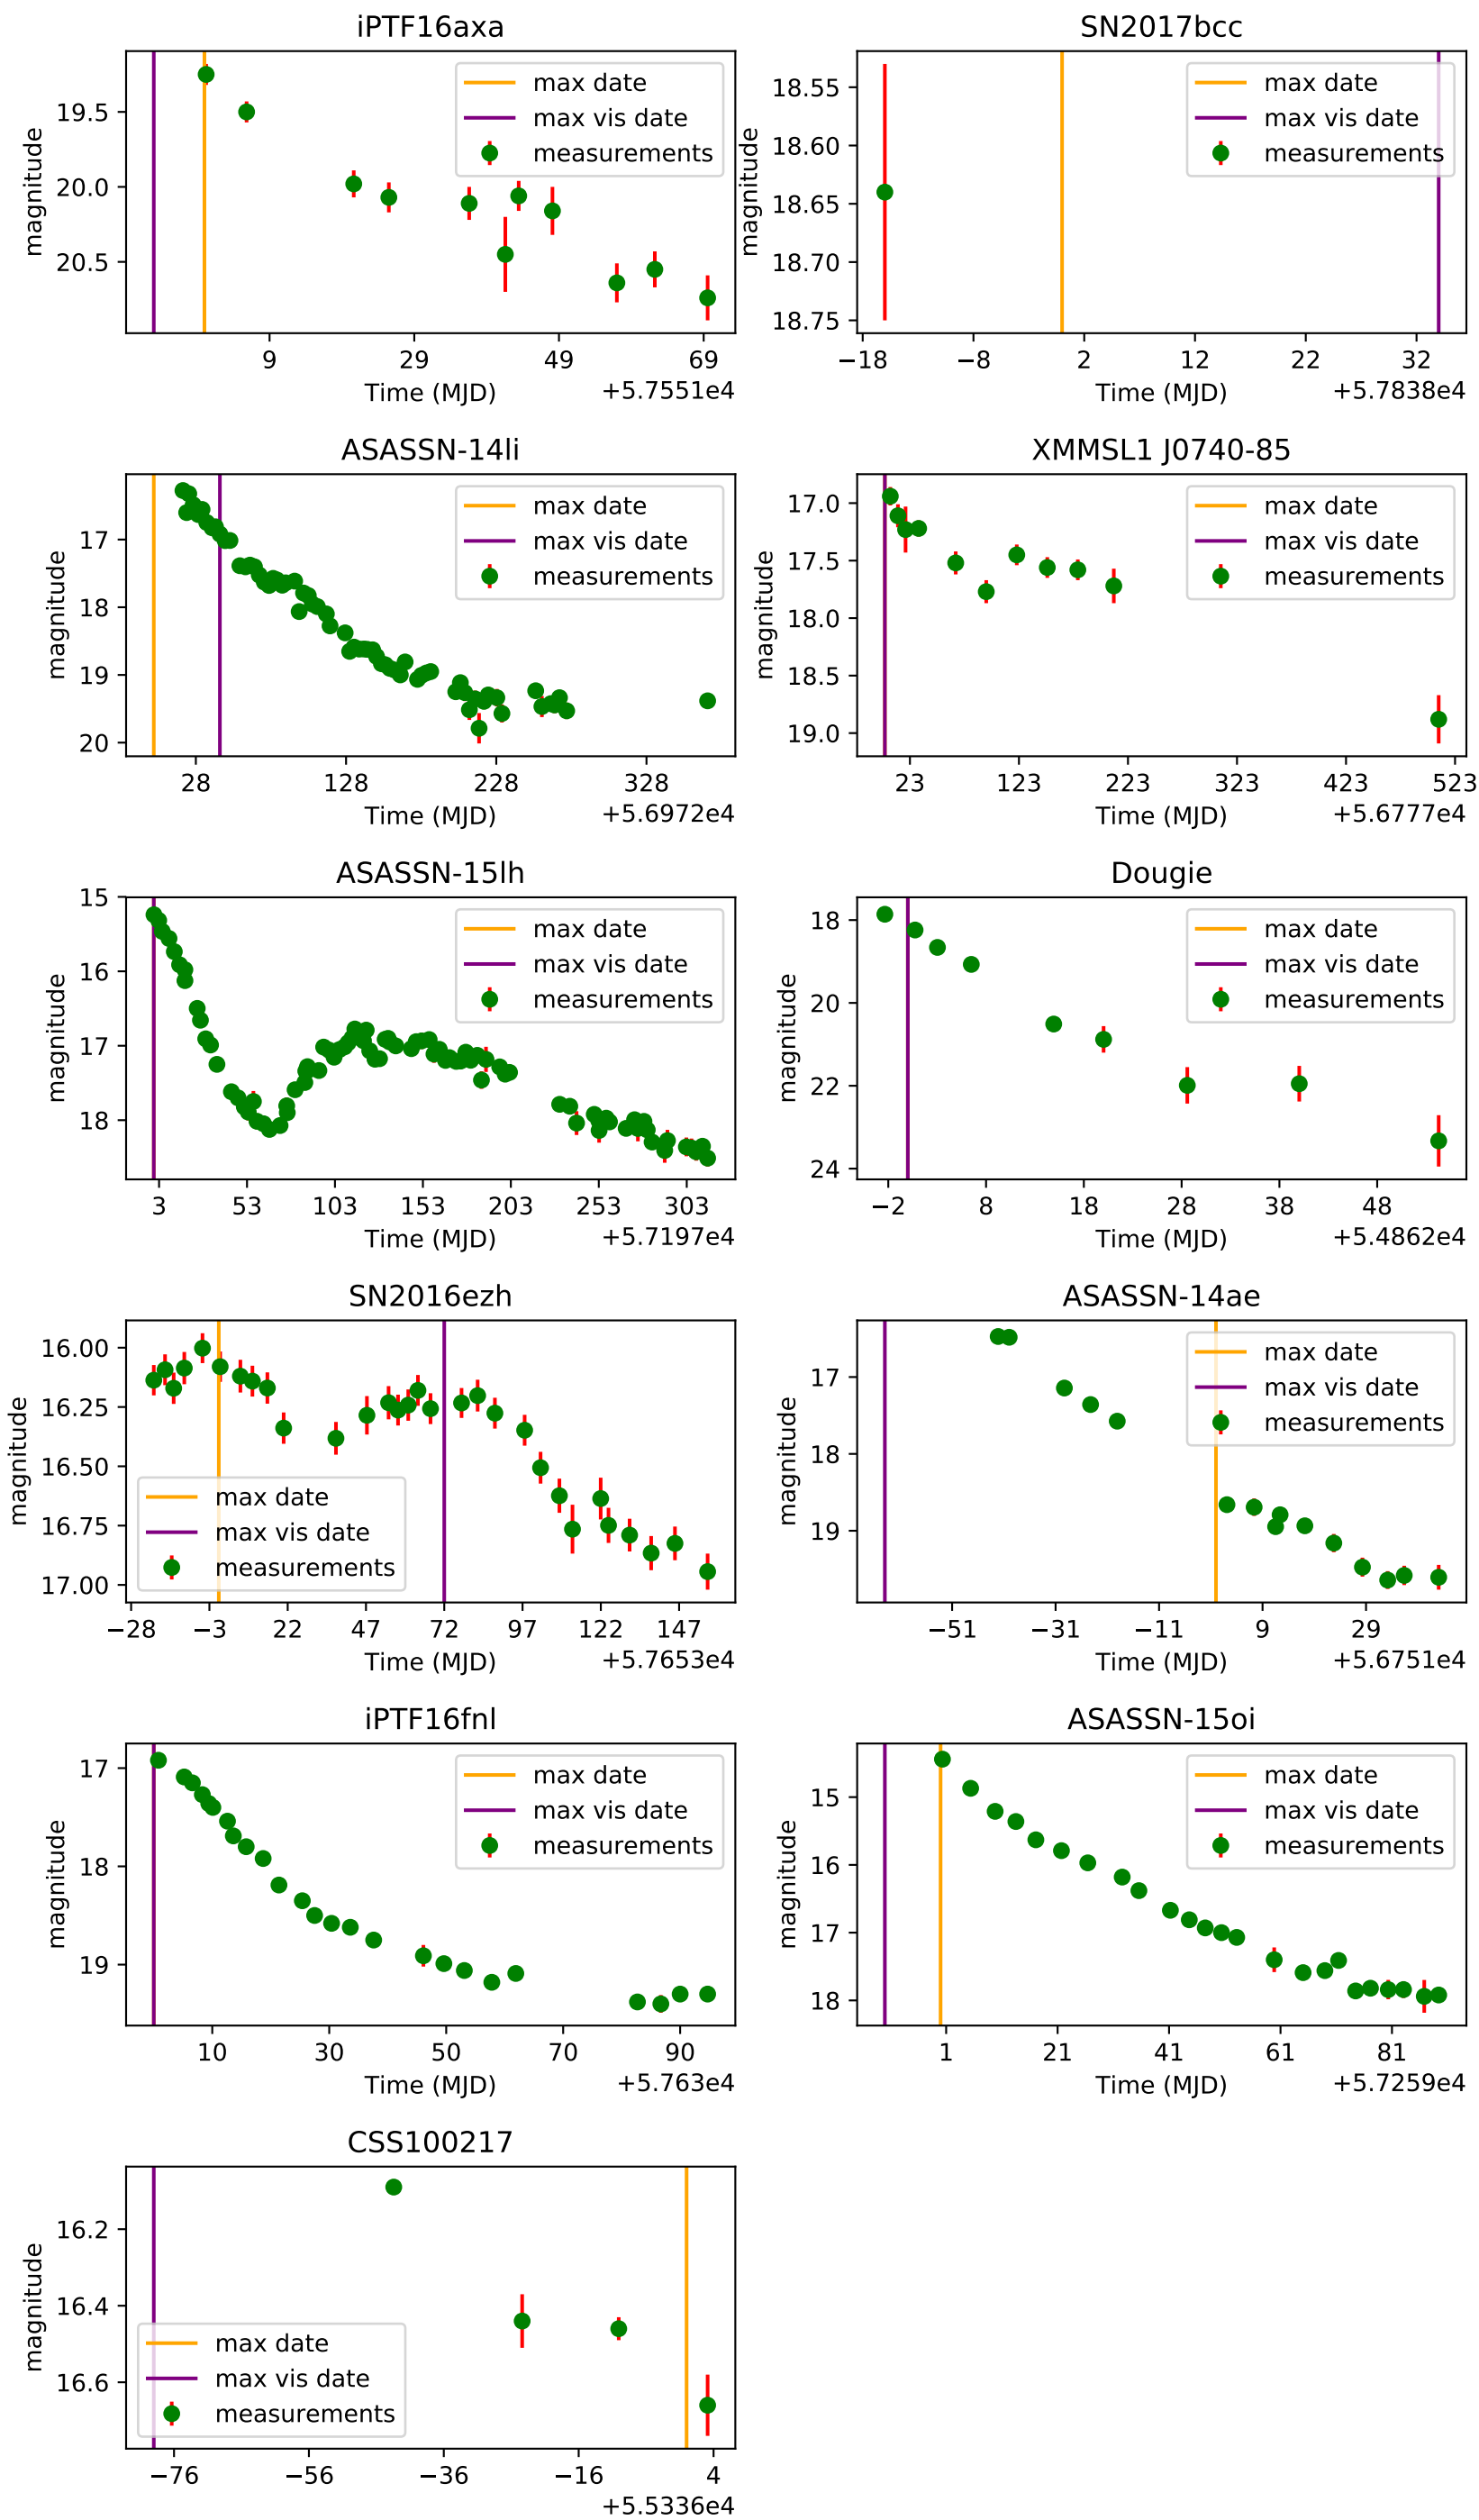 iPTF16axa
magnitude
19.5
20.0
20.5
max date
max vis date
measurements
9 29 49 69
Time (MJD)
+5.7551e4
SN2017bcc
magnitude
18.55
18.60
18.65
18.70
18.75
max date
max vis date
measurements
−18 −8 2 12 22 32
Time (MJD)
+5.7838e4
ASASSN-14li
magnitude
17
18
19
20
max date
max vis date
measurements
28 128 228 328
Time (MJD)
+5.6972e4
XMMSL1 J0740-85
magnitude
17.0
17.5
18.0
18.5
19.0
max date
max vis date
measurements
23 123 223 323 423 523
Time (MJD)
+5.6777e4
ASASSN-15lh
magnitude
15
16
17
18
max date
max vis date
measurements
3 53 103 153 203 253 303
Time (MJD)
+5.7197e4
Dougie
magnitude
18
20
22
24
max date
max vis date
measurements
−2 8 18 28 38 48
Time (MJD)
+5.4862e4
SN2016ezh
magnitude
16.00
16.25
16.50
16.75
17.00
max date
max vis date
measurements
−28 −3 22 47 72 97 122 147
Time (MJD)
+5.7653e4
ASASSN-14ae
magnitude
17
18
19
max date
max vis date
measurements
−51 −31 −11 9 29
Time (MJD)
+5.6751e4
iPTF16fnl
magnitude
17
18
19
max date
max vis date
measurements
10 30 50 70 90
Time (MJD)
+5.763e4
ASASSN-15oi
magnitude
15
16
17
18
max date
max vis date
measurements
1 21 41 61 81
Time (MJD)
+5.7259e4
CSS100217
magnitude
16.2
16.4
16.6
max date
max vis date
measurements
−76 −56 −36 −16 4
+5.5336e4